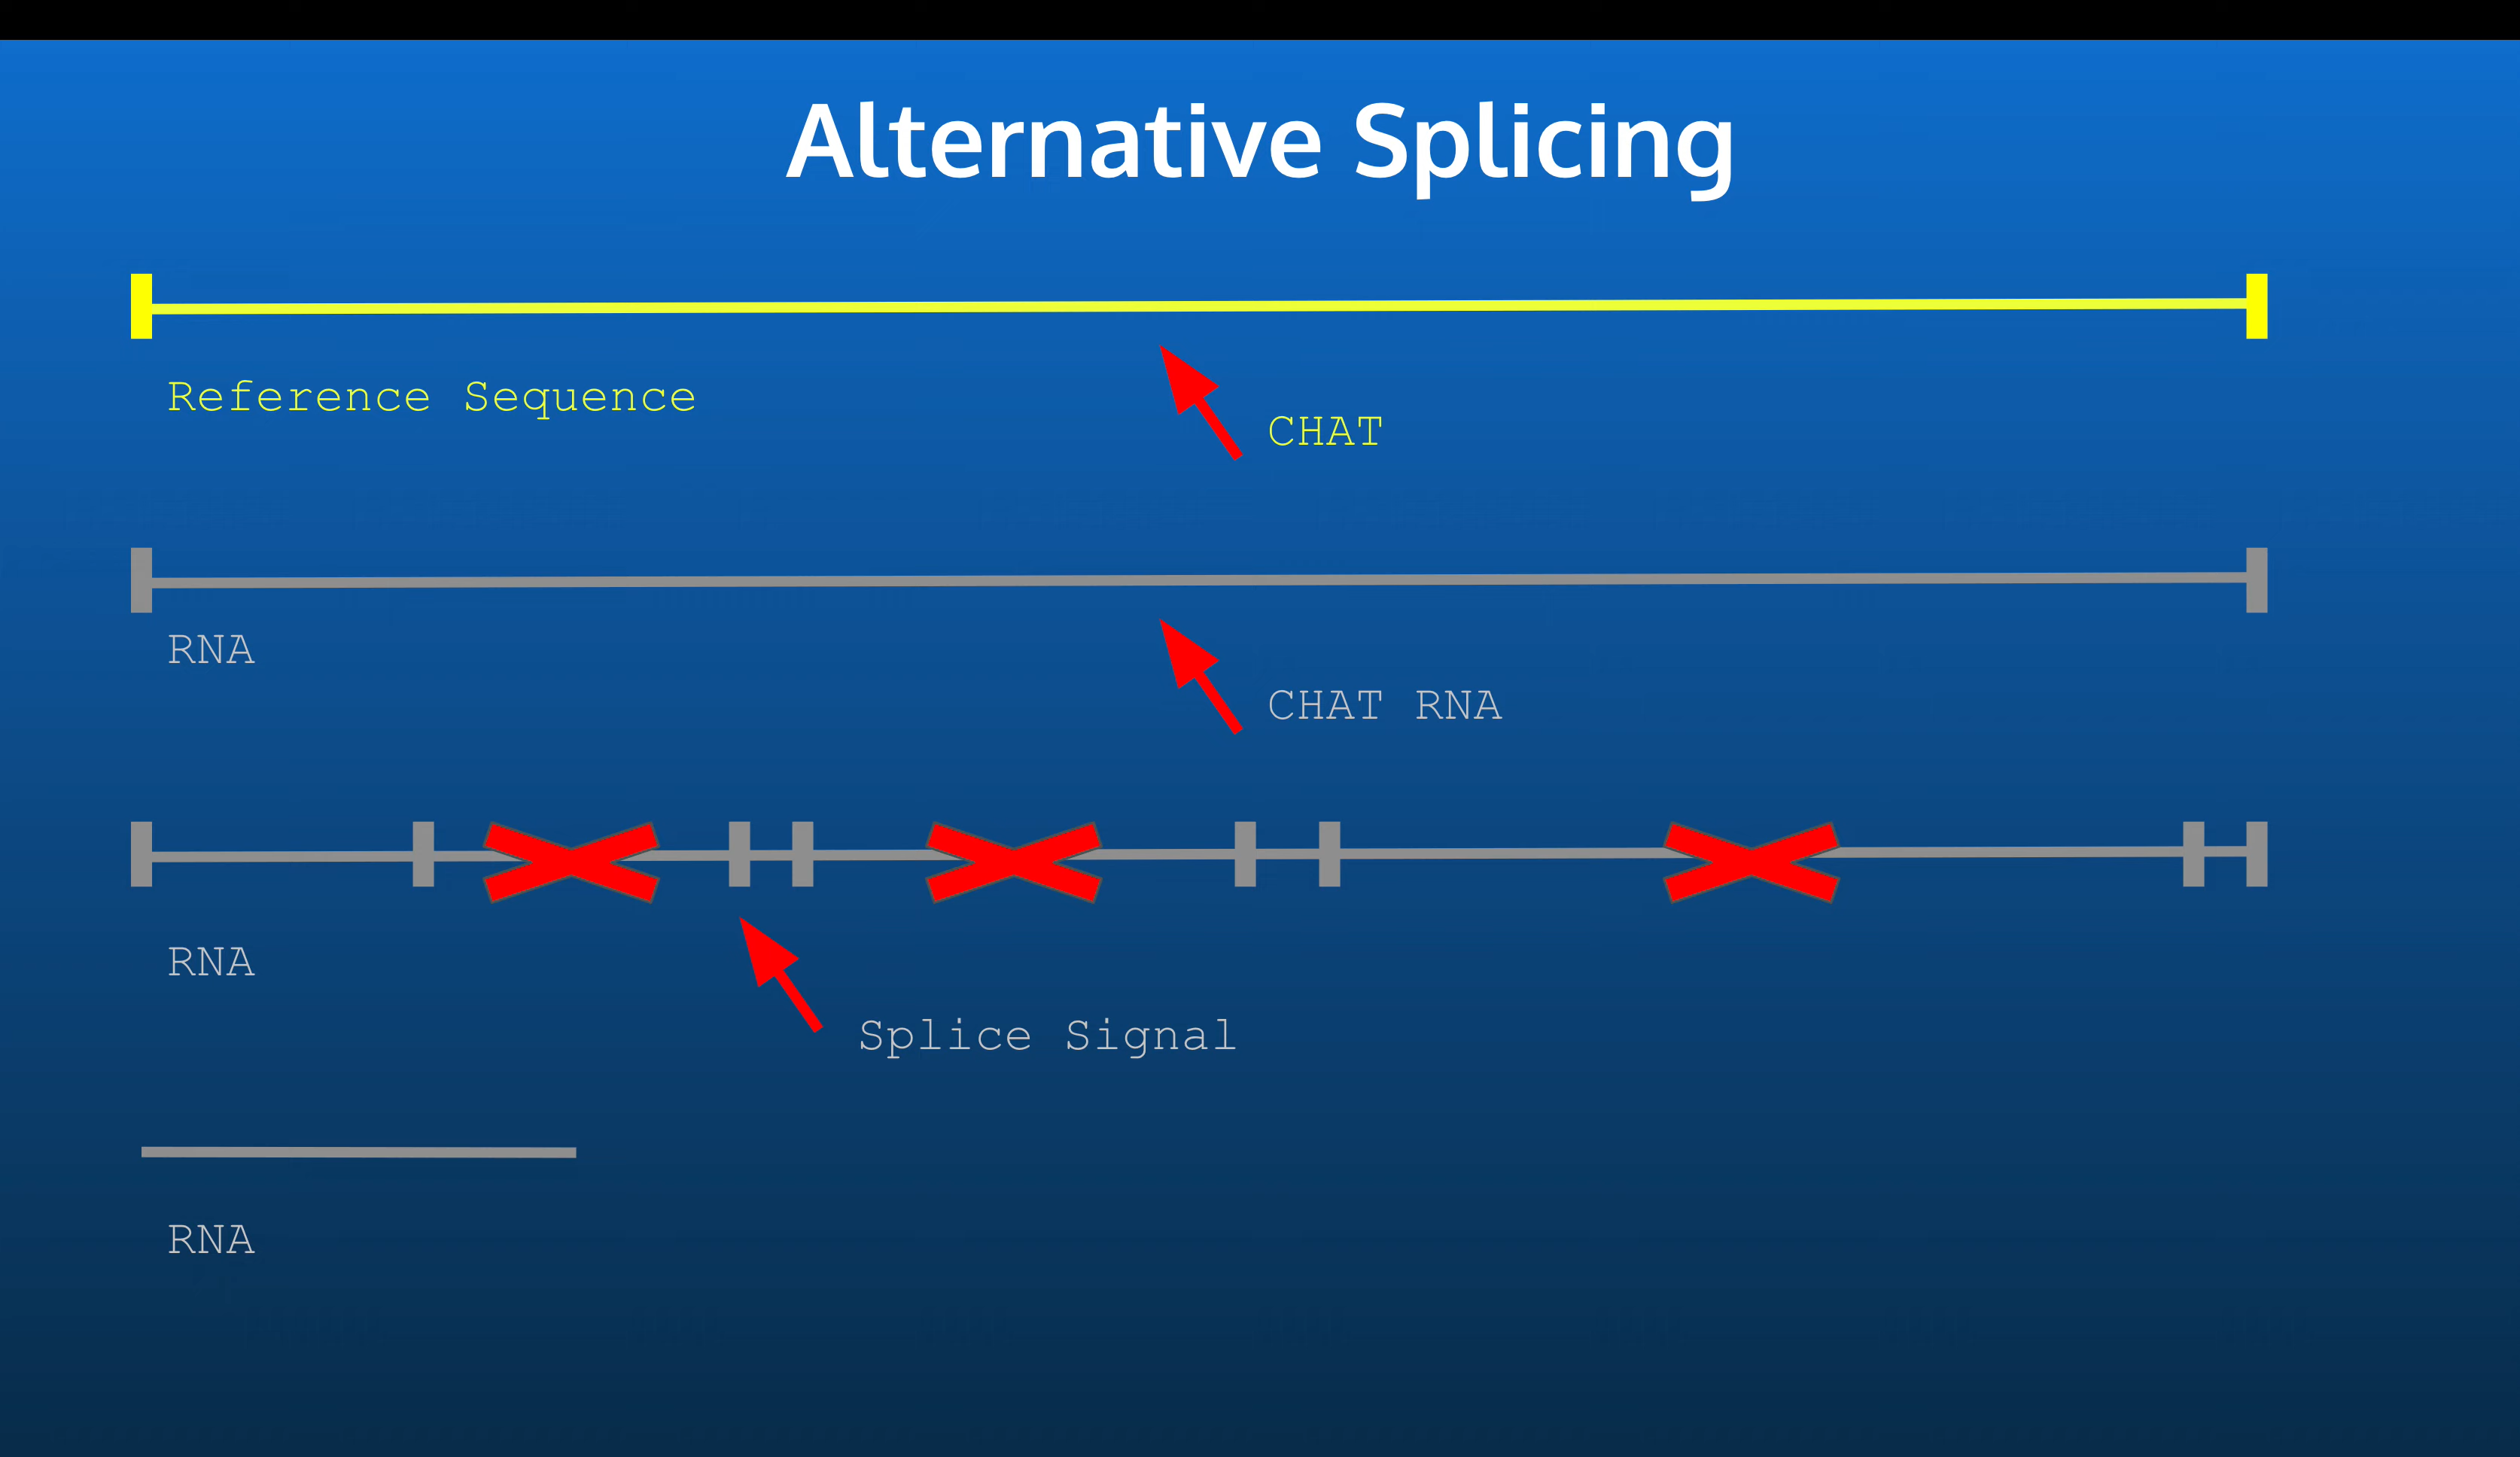 Alternative Splicing
Reference Sequence
CHAT
RNA
CHAT RNA
RNA
Splice Signal
RNA